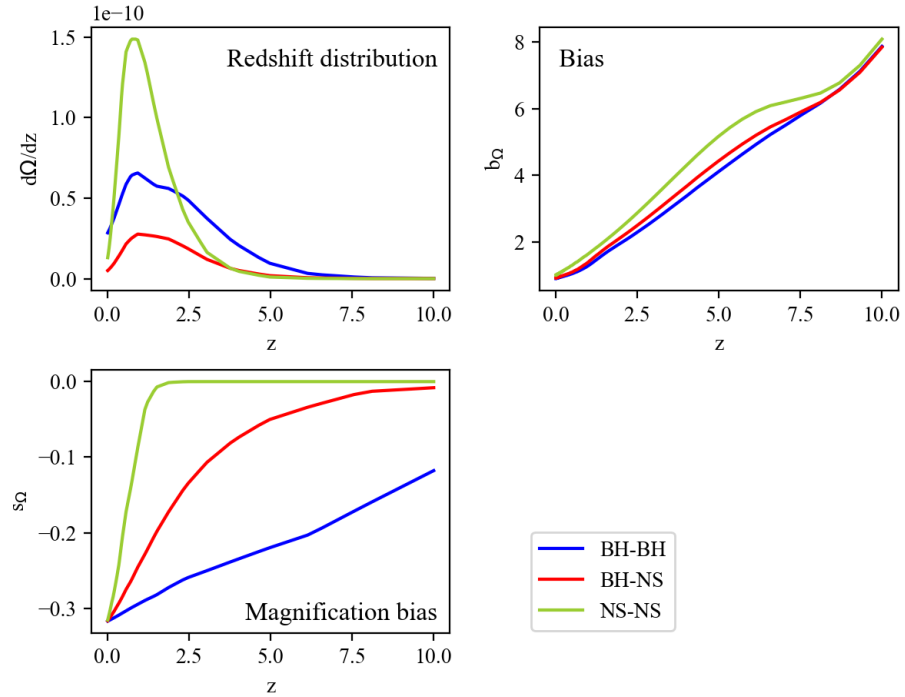 1e−10
Redshift distribution
dΩ/dz
1.5
1.0
0.5
0.0
0.0 2.5 5.0 7.5 10.0
z
Bias
bΩ
8
6
4
2
0.0 2.5 5.0 7.5 10.0
z
Magnification bias
sΩ
0.0
−0.1
−0.2
−0.3
0.0 2.5 5.0 7.5 10.0
z
BH-BH
BH-NS
NS-NS